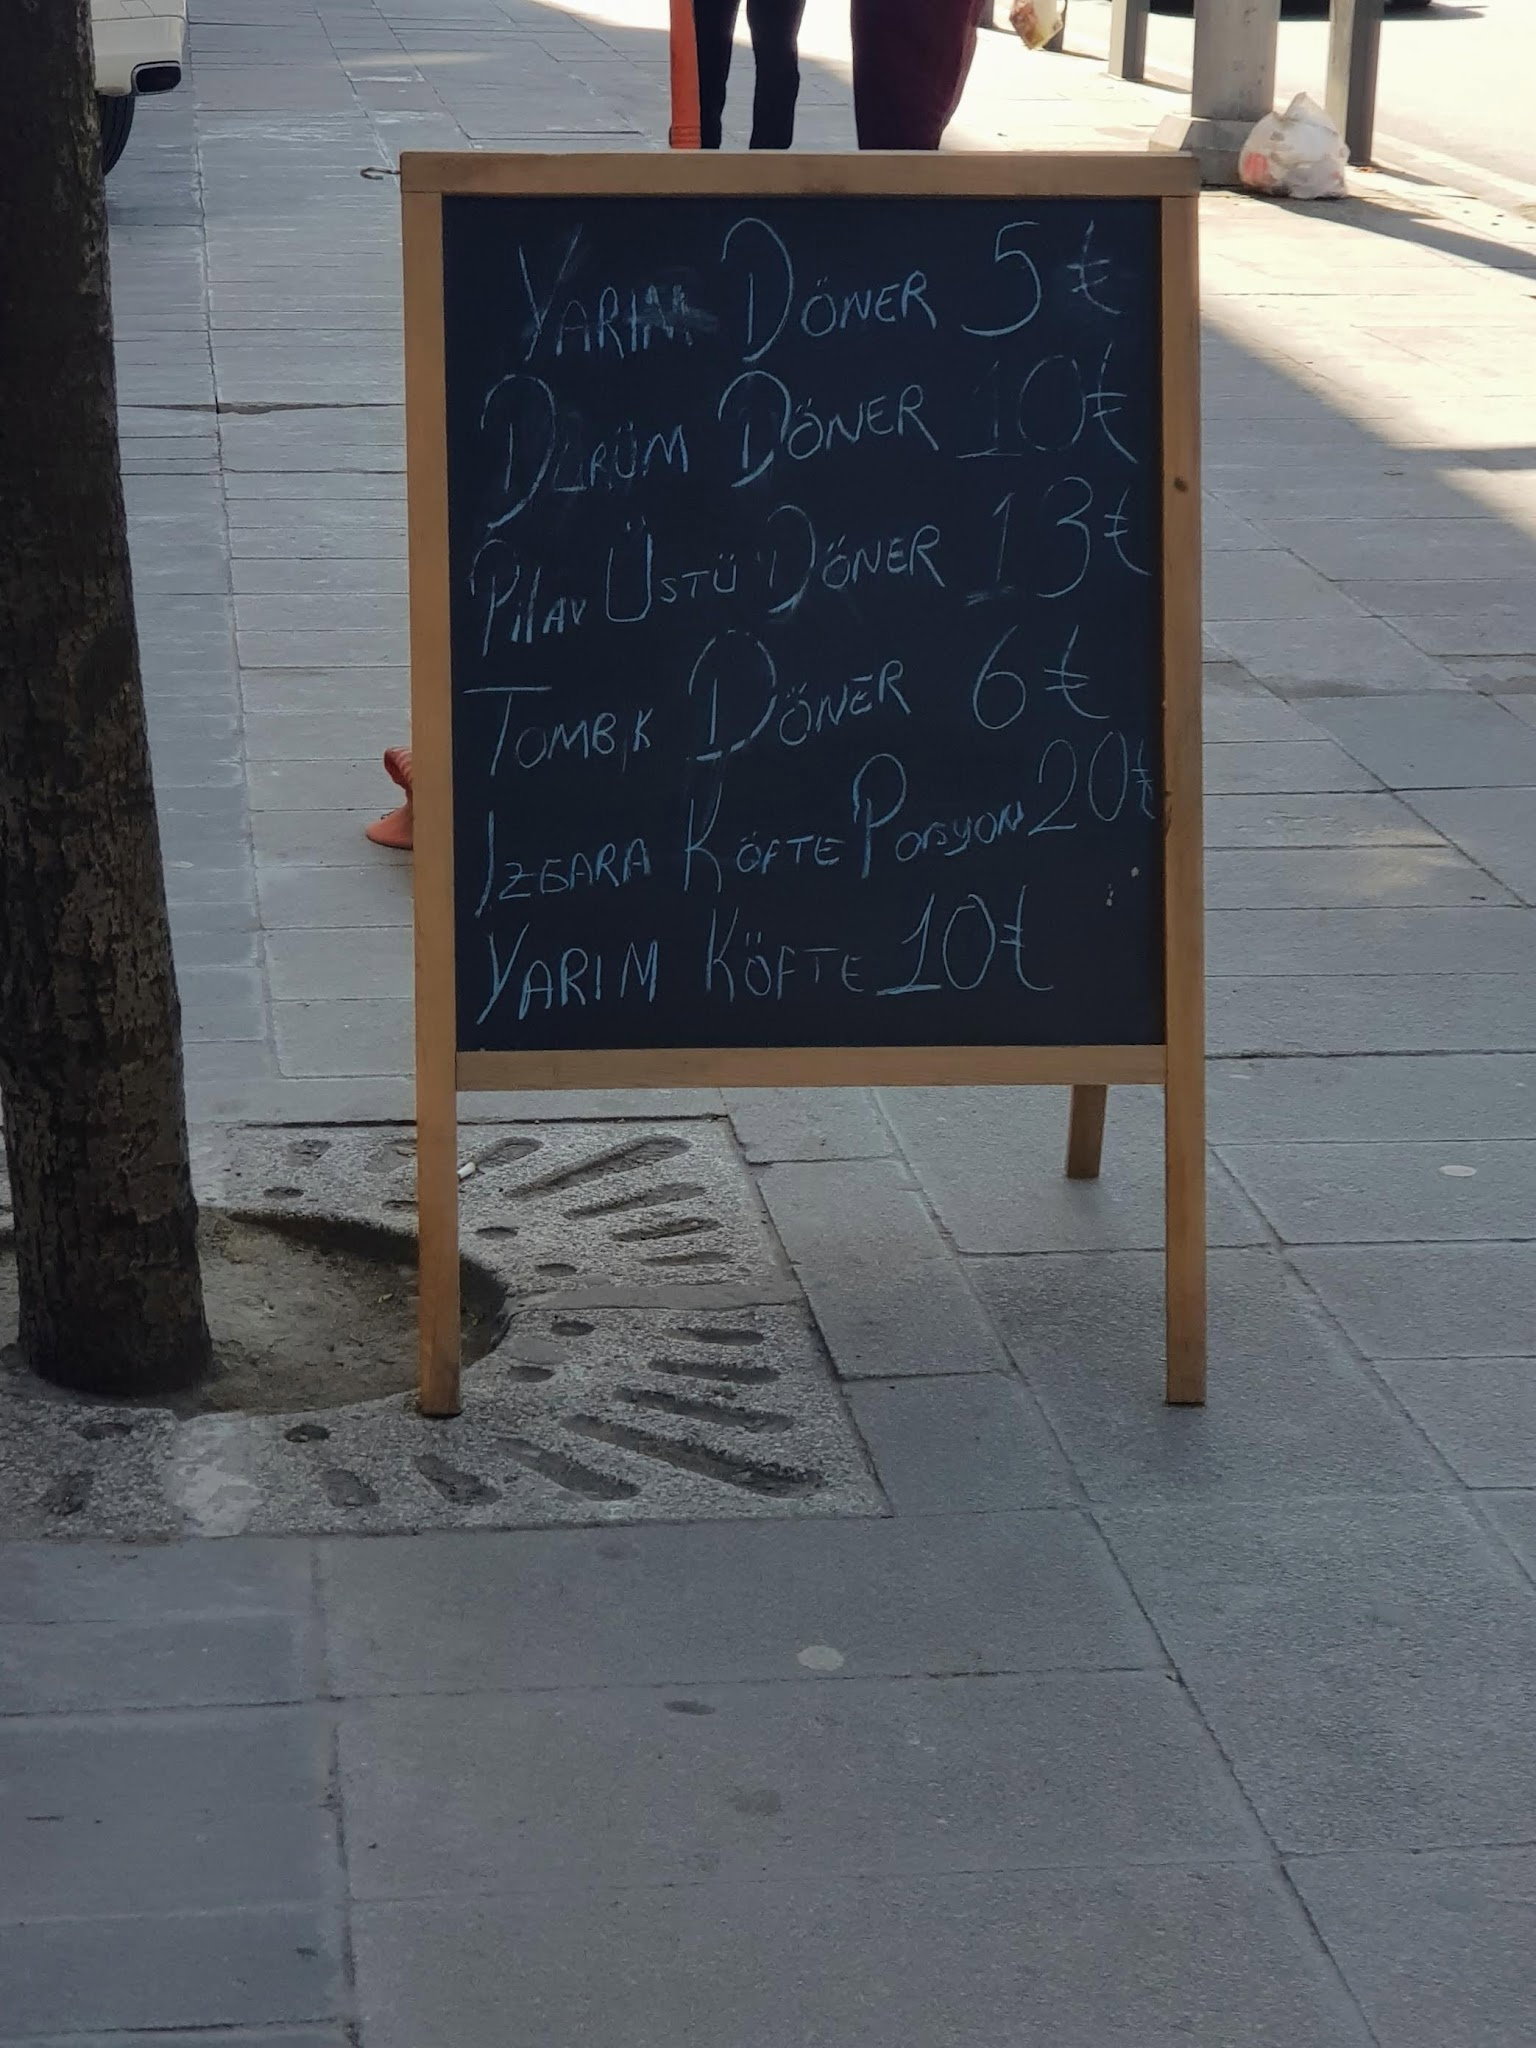 YARIM DÖNER 5₺
DÜRÜM DÖNER 10₺
PilAV ÜSTÜ DÖNER 13₺
TOMBİK DÖNER 6₺
IZGARA KÖFTE PORSYON 20₺
YARIM KÖFTE 10₺